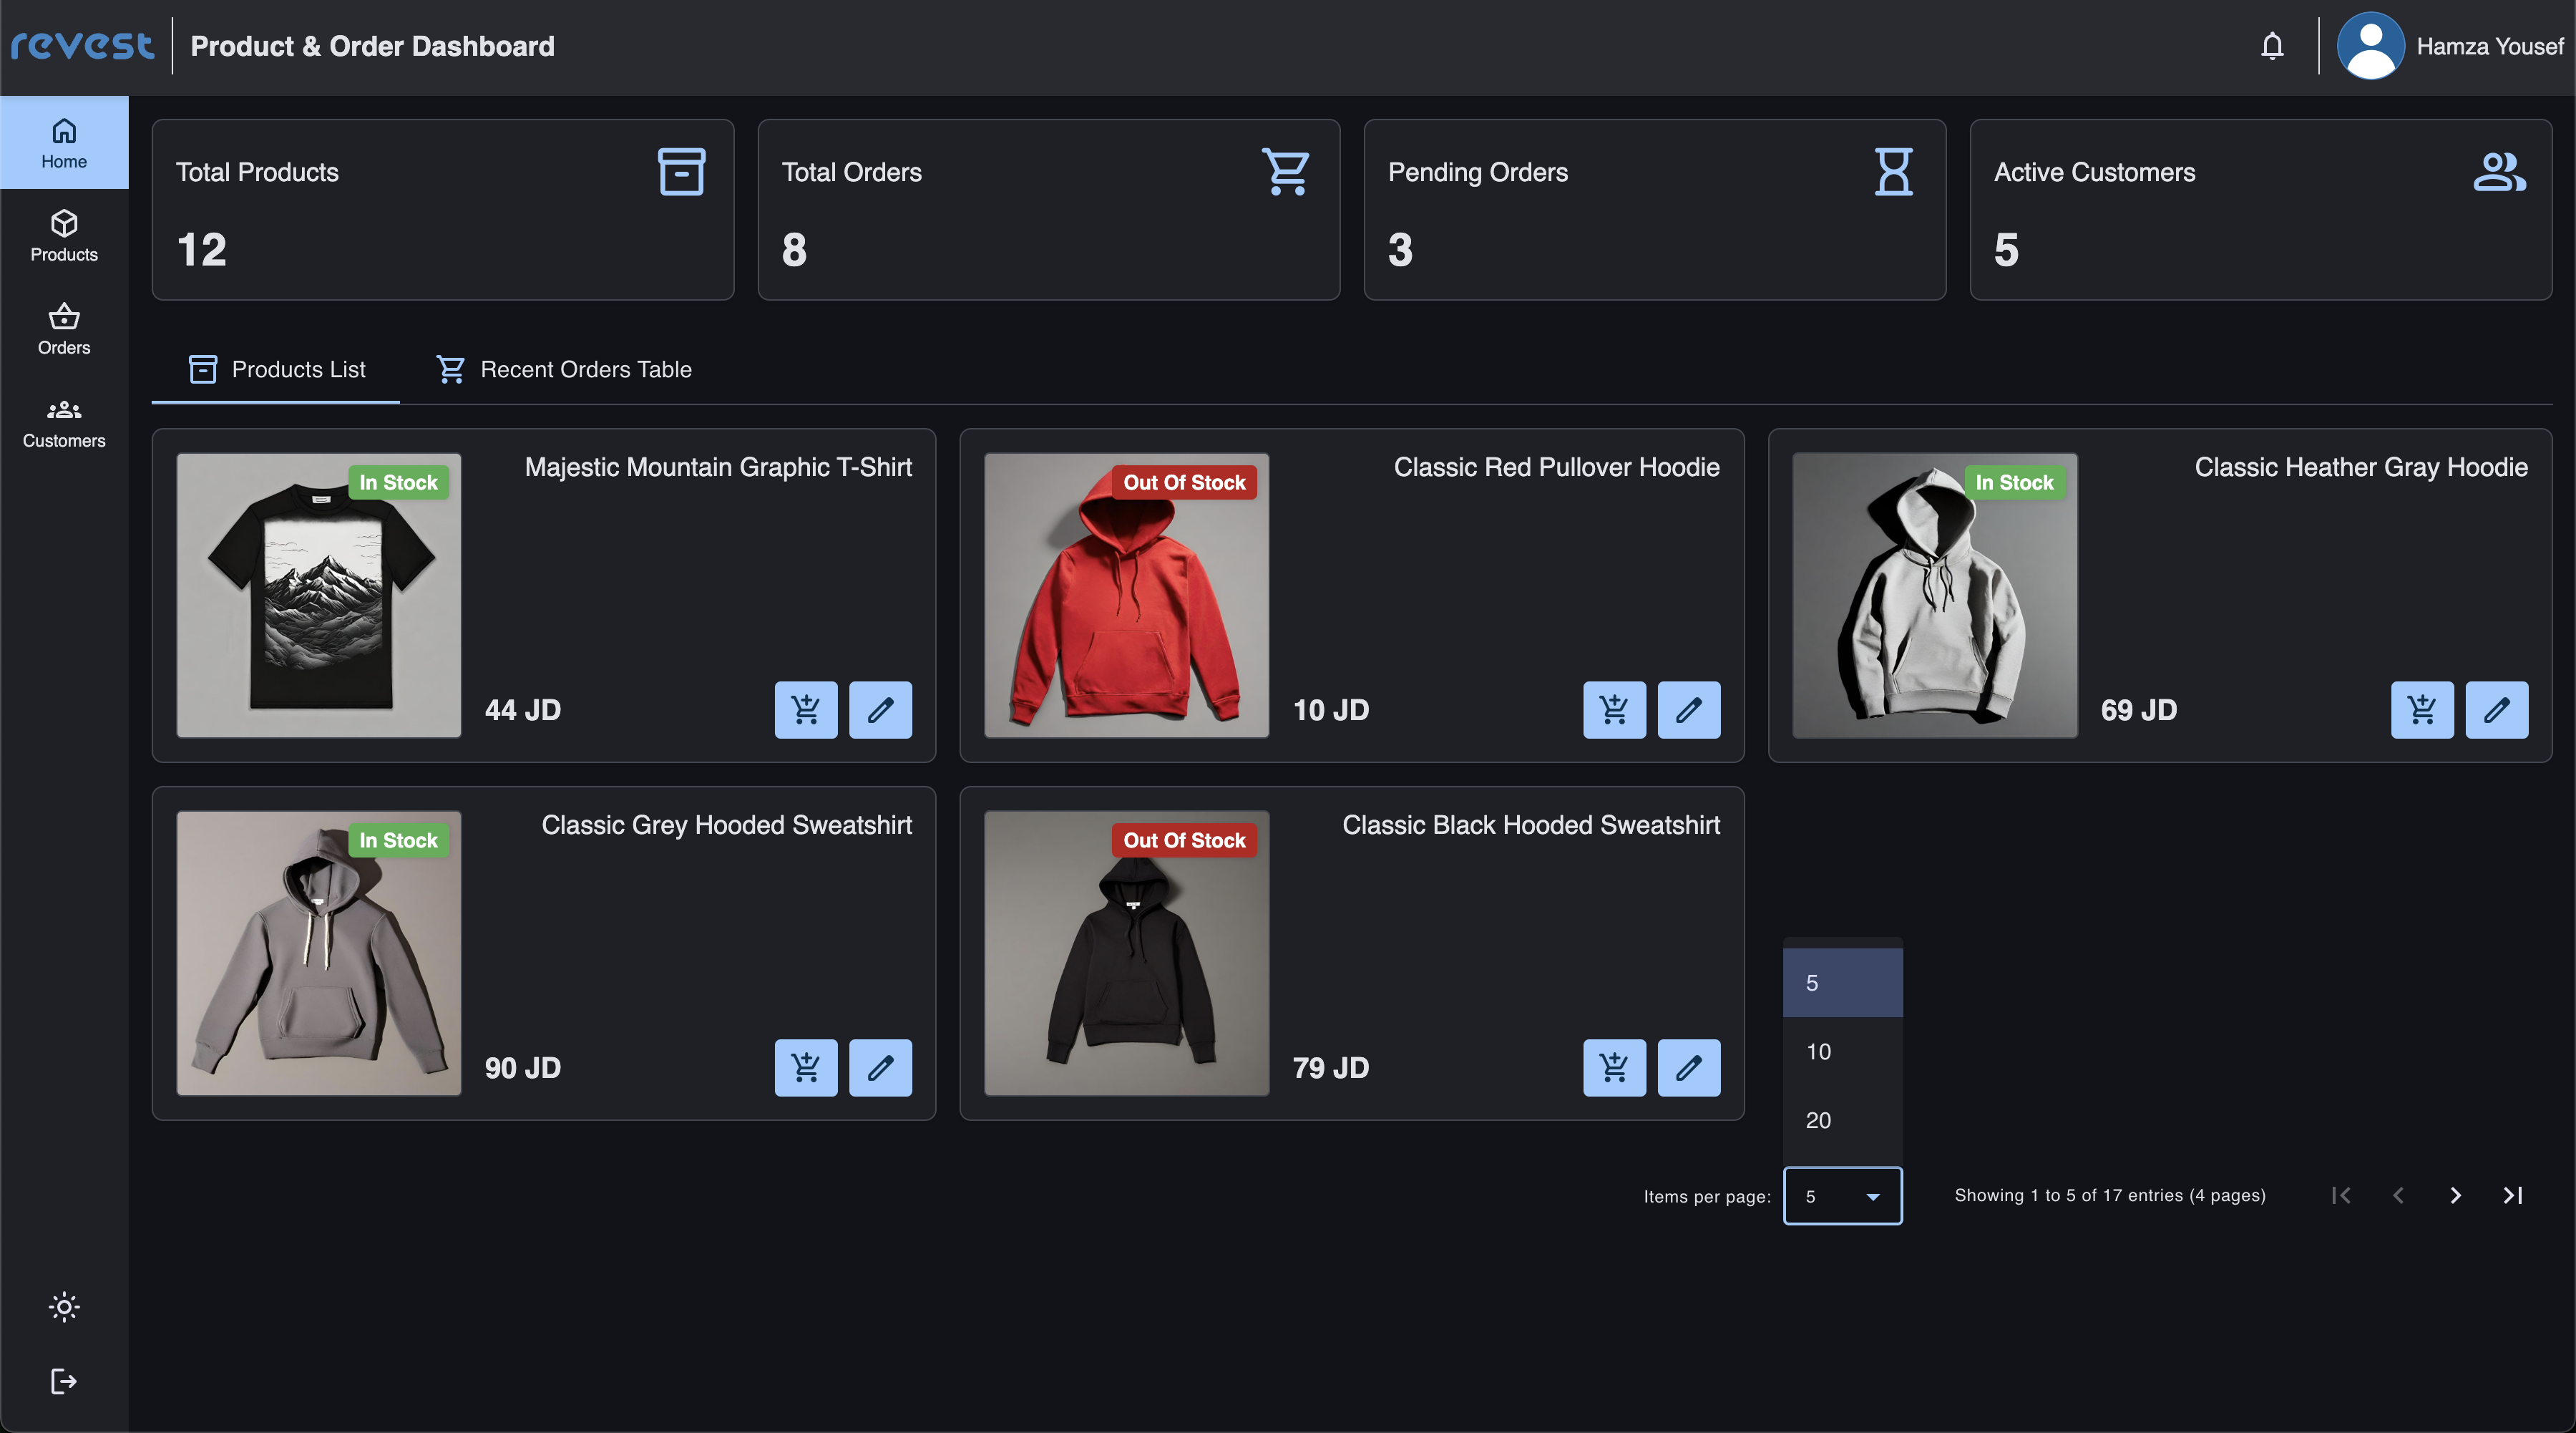 revest
Product & Order Dashboard
Hamza Yousef
Home
Products
Orders
Customers
Total Products
12
Total Orders
8
Pending Orders
3
Active Customers
5
Products List
Recent Orders Table
In Stock
Majestic Mountain Graphic T-Shirt
44 JD
Out Of Stock
Classic Red Pullover Hoodie
10 JD
In Stock
Classic Heather Gray Hoodie
69 JD
In Stock
Classic Grey Hooded Sweatshirt
90 JD
Out Of Stock
Classic Black Hooded Sweatshirt
79 JD
5
10
20
Items per page:
5
Showing 1 to 5 of 17 entries (4 pages)